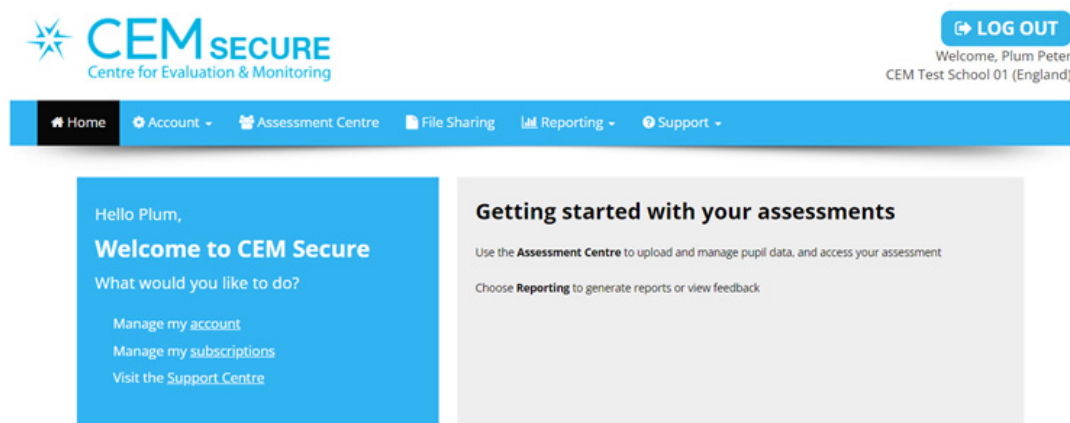 CEM SECURE
Centre for Evaluation & Monitoring
LOG OUT
Welcome, Plum Peter
CEM Test School 01 (England)
Home Account Assessment Centre File Sharing Reporting Support
Hello Plum,
Welcome to CEM Secure
What would you like to do?
Manage my account
Manage my subscriptions
Visit the Support Centre
Getting started with your assessments
Use the Assessment Centre to upload and manage pupil data, and access your assessment
Choose Reporting to generate reports or view feedback